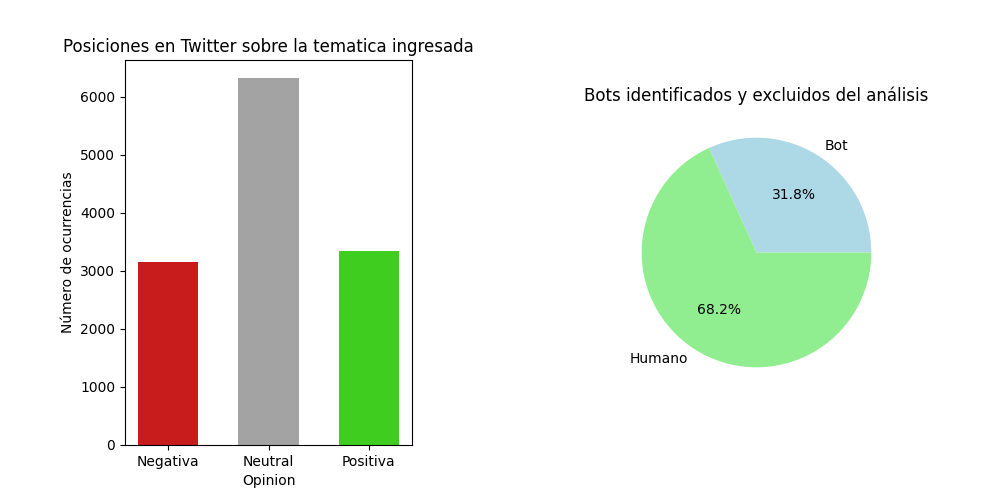 Posiciones en Twitter sobre la tematica ingresada
Número de ocurrencias
6000
5000
4000
3000
2000
1000
0
Negativa
Neutral
Positiva
Opinion
Bots identificados y excluidos del análisis
Bot
31.8%
68.2%
Humano